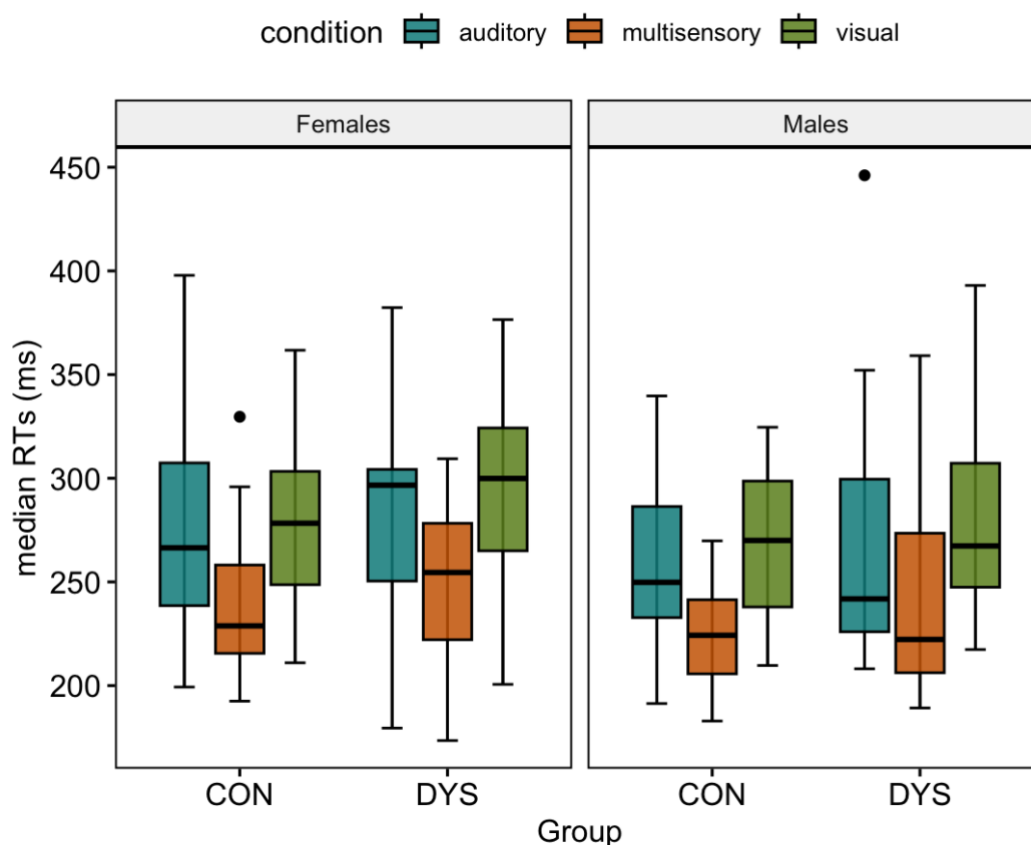 condition auditory multisensory visual
Females Males
450
400
350
300
250
200
median RTs (ms)
CON DYS CON DYS
Group